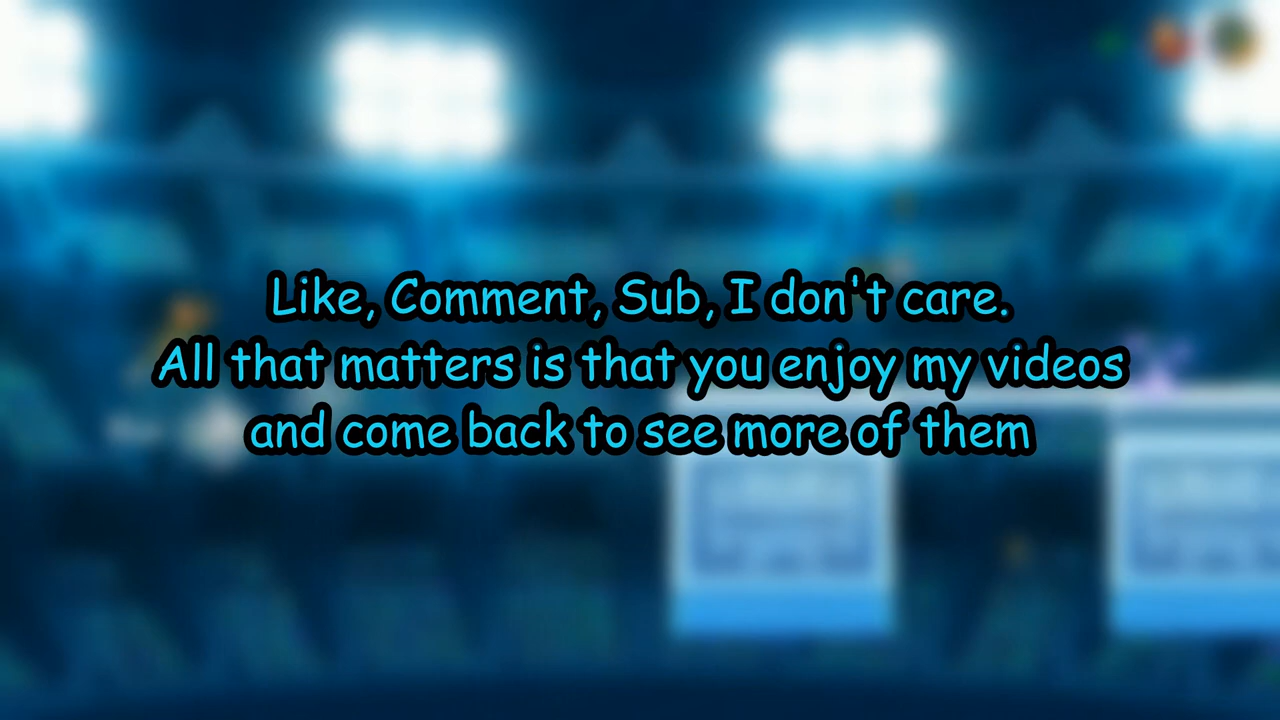 Like, Comment, Sub, I don't care.
All that matters is that you enjoy my videos
and come back to see more of them